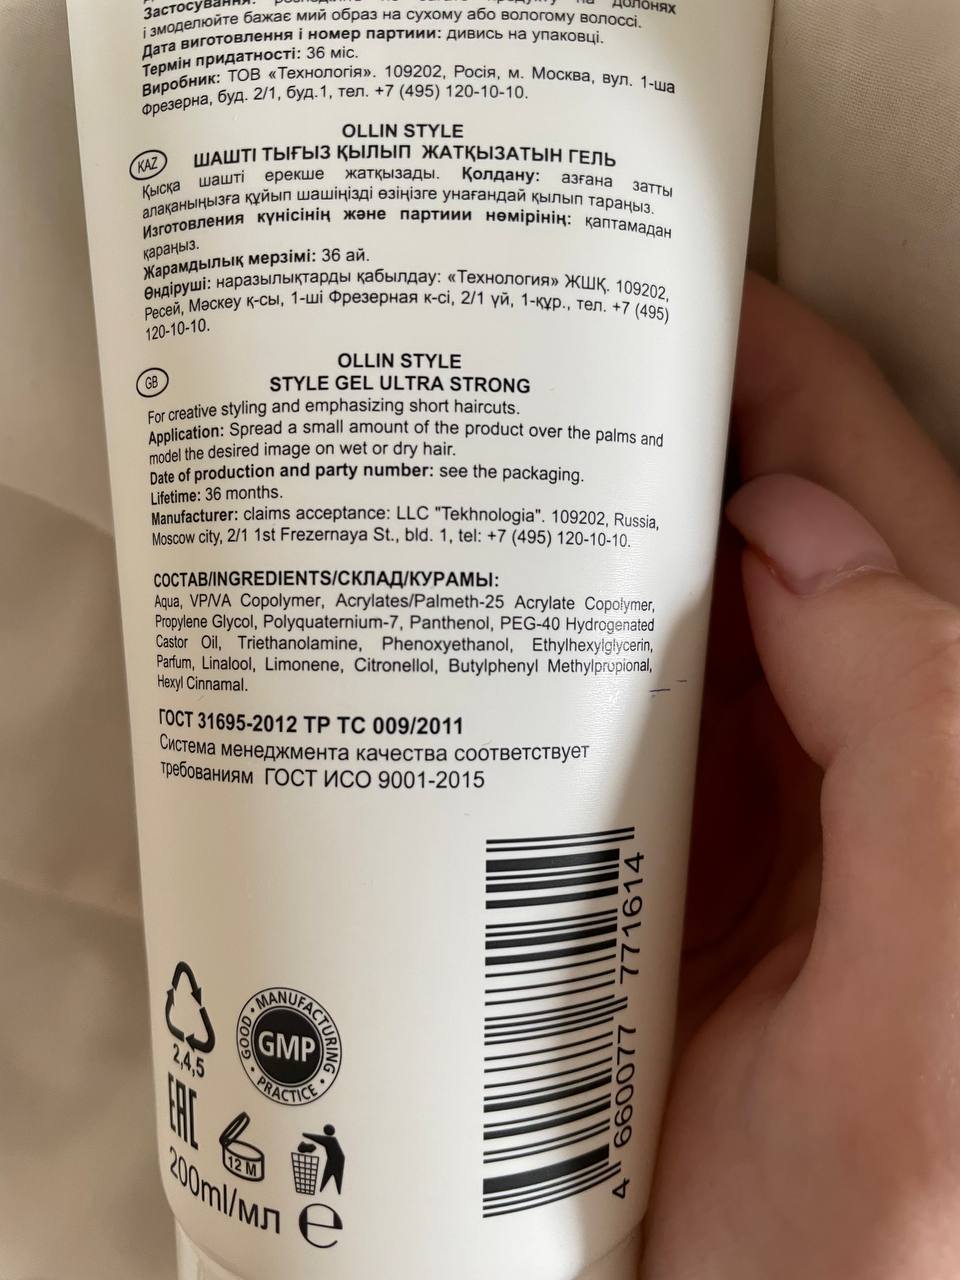 Застосування: розподіліть по долонях
і змоделюйте бажає мий образ на сухому або вологому волоссі.
Дата виготовлення і номер партиии: дивись на упаковці.
Термін придатності: 36 міс.
Виробник: ТОВ «Технологія». 109202, Росія, м. Москва, вул. 1-ша
Фрезерна, буд. 2/1, буд.1, тел. +7 (495) 120-10-10.
OLLIN STYLE
KAZ
ШАШТІ ТЫҒЫЗ ҚЫЛЫП ЖАТҚЫЗАТЫН ГЕЛЬ
Қысқа шашті ерекше жатқызады. Қолдану: азғана затты
алақаныңызға құйып шашіңізді өзіңізге унағандай қылып тараңыз.
Изготовления күнісінің және партиии нөмірінің: қаптамадан
қараңыз.
Жарамдылық мерзімі: 36 ай.
Өндіруші: наразылықтарды қабылдау: «Технология» ЖШҚ. 109202,
Ресей, Мәскеу қ-сы, 1-ші Фрезерная к-сі, 2/1 үй, 1-құр., тел. +7 (495)
120-10-10.
OLLIN STYLE
GB
STYLE GEL ULTRA STRONG
For creative styling and emphasizing short haircuts.
Application: Spread a small amount of the product over the palms and
model the desired image on wet or dry hair.
Date of production and party number: see the packaging.
Lifetime: 36 months.
Manufacturer: claims acceptance: LLC "Tekhnologia". 109202, Russia,
Moscow city, 2/1 1st Frezernaya St., bld. 1, tel: +7 (495) 120-10-10.
СОСТАВ/INGREDIENTS/СКЛАД/КУРАМЫ:
Aqua, VP/VA Copolymer, Acrylates/Palmeth-25 Acrylate Copolymer,
Propylene Glycol, Polyquaternium-7, Panthenol, PEG-40 Hydrogenated
Castor Oil, Triethanolamine, Phenoxyethanol, Ethylhexylglycerin,
Parfum, Linalool, Limonene, Citronellol, Butylphenyl Methylpropional,
Hexyl Cinnamal.
ГОСТ 31695-2012 ТР ТС 009/2011
Система менеджмента качества соответствует
требованиям ГОСТ ИСО 9001-2015
4 660077 771614
2,4,5
GOOD • MANUFACTURING • PRACTICE •
GMP
EAC
12 M
200ml/мл e